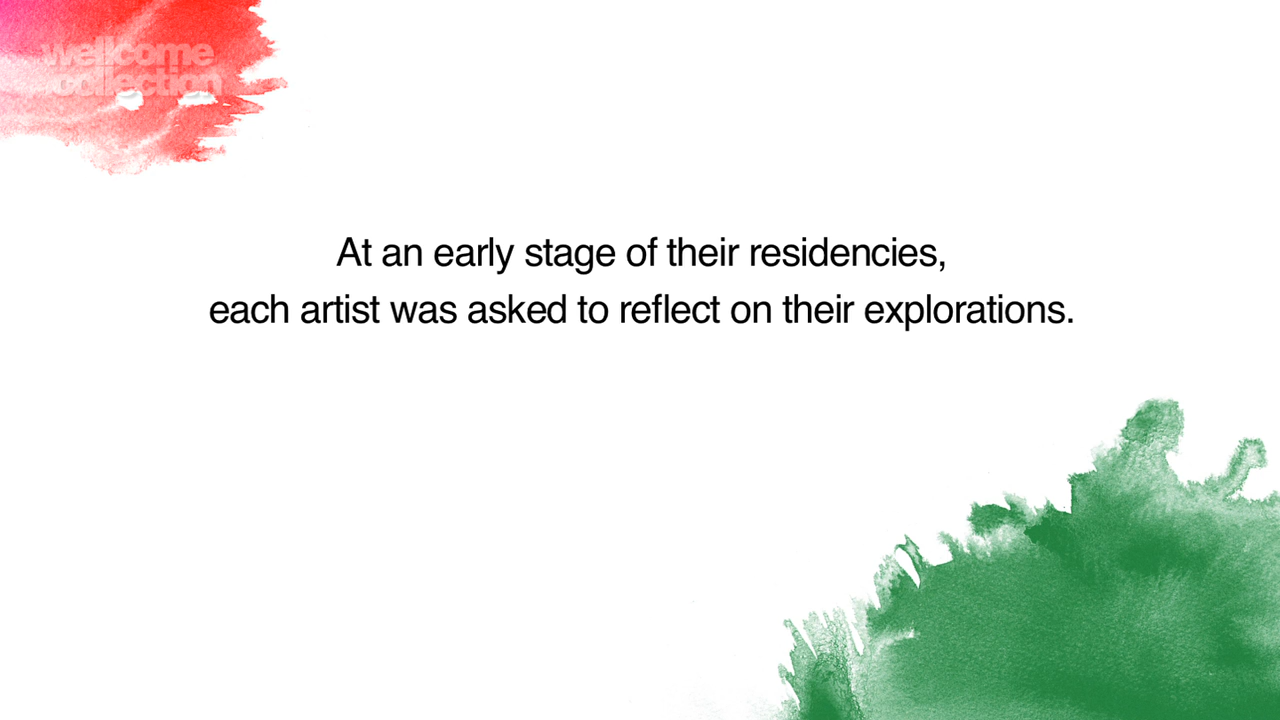 wellcome
collection
At an early stage of their residencies,
each artist was asked to reflect on their explorations.